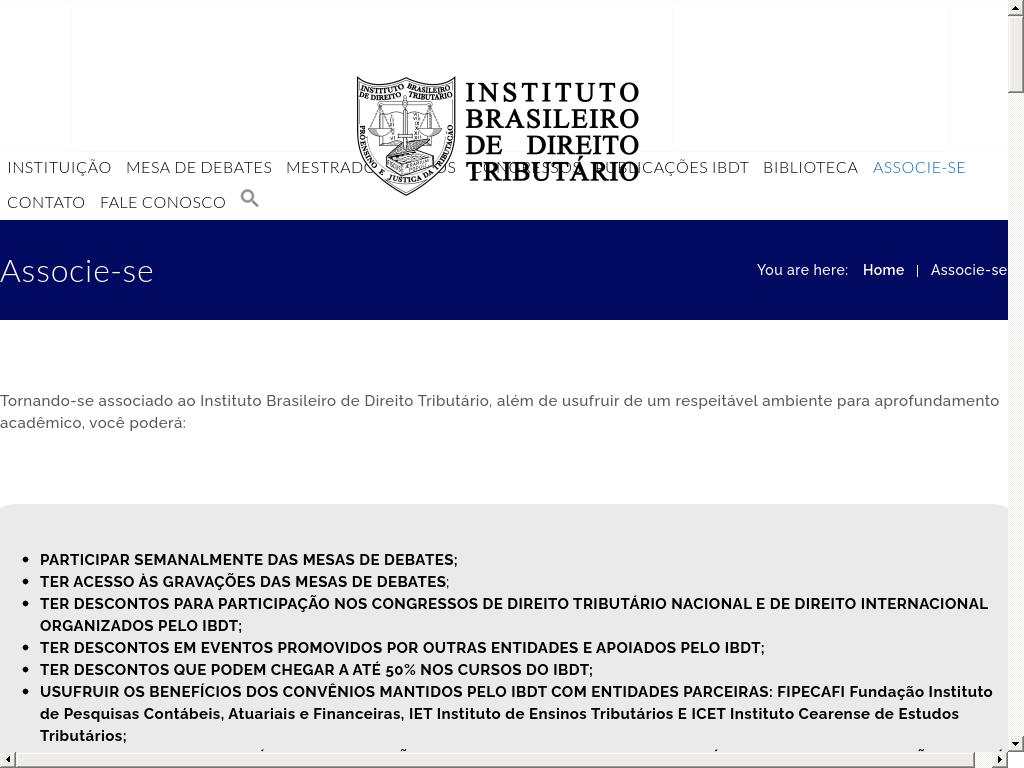 INSTITUTO BRASILEIRO
DE DIREITO TRIBUTÁRIO
PRÓ ENSINO E JUSTIÇA DA TRIBUTAÇÃO
INSTITUTO
BRASILEIRO
DE DIREITO
TRIBUTÁRIO
INSTITUIÇÃO MESA DE DEBATES CONGRESSOS BIBLIOTECA ASSOCIE-SE
CONTATO FALE CONOSCO
Associe-se
You are here: Home | Associe-se
Tornando-se associado ao Instituto Brasileiro de Direito Tributário, além de usufruir de um respeitável ambiente para aprofundamento
acadêmico, você poderá:
• PARTICIPAR SEMANALMENTE DAS MESAS DE DEBATES;
• TER ACESSO ÀS GRAVAÇÕES DAS MESAS DE DEBATES;
• TER DESCONTOS PARA PARTICIPAÇÃO NOS CONGRESSOS DE DIREITO TRIBUTÁRIO NACIONAL E DE DIREITO INTERNACIONAL
ORGANIZADOS PELO IBDT;
• TER DESCONTOS EM EVENTOS PROMOVIDOS POR OUTRAS ENTIDADES E APOIADOS PELO IBDT;
• TER DESCONTOS QUE PODEM CHEGAR A ATÉ 50% NOS CURSOS DO IBDT;
• USUFRUIR OS BENEFÍCIOS DOS CONVÊNIOS MANTIDOS PELO IBDT COM ENTIDADES PARCEIRAS: FIPECAFI Fundação Instituto
de Pesquisas Contábeis, Atuariais e Financeiras, IET Instituto de Ensinos Tributários E ICET Instituto Cearense de Estudos
Tributários;